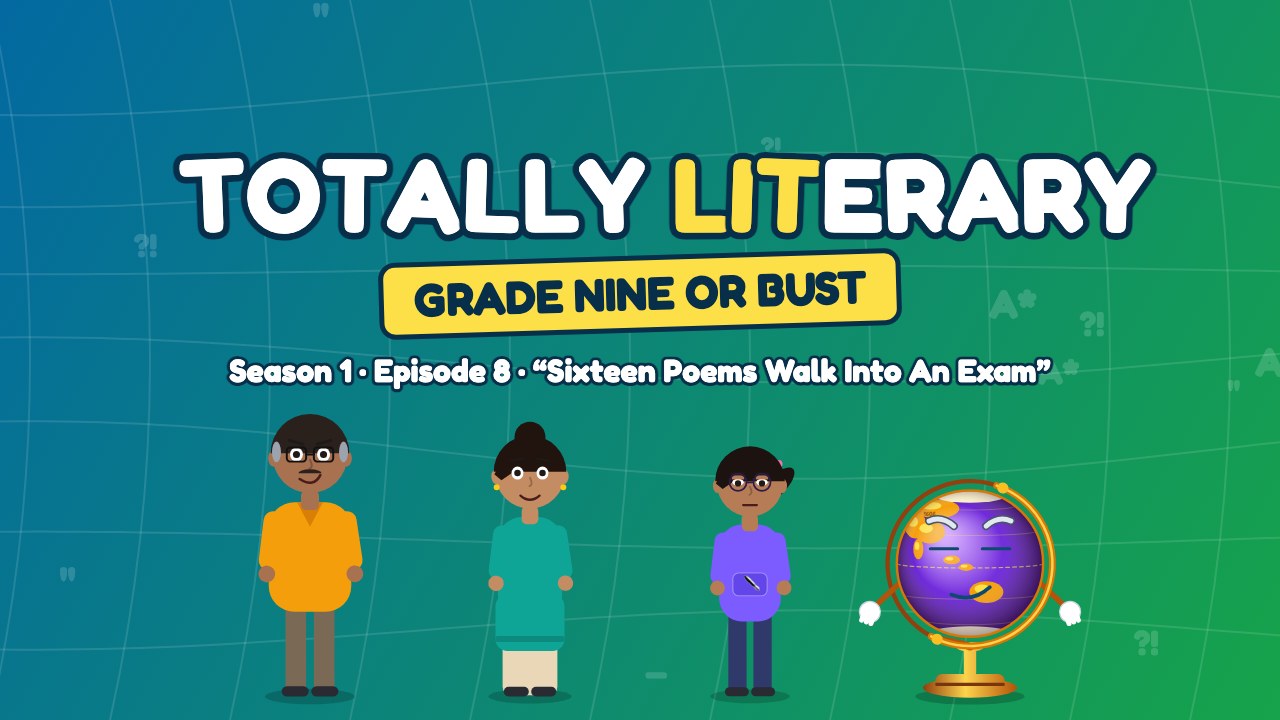 TOTALLY LITERARY
GRADE NINE OR BUST
Season 1 · Episode 8 · “Sixteen Poems Walk Into An Exam”
"
?!
?!
A*
?!
A*
A
"
"
?!